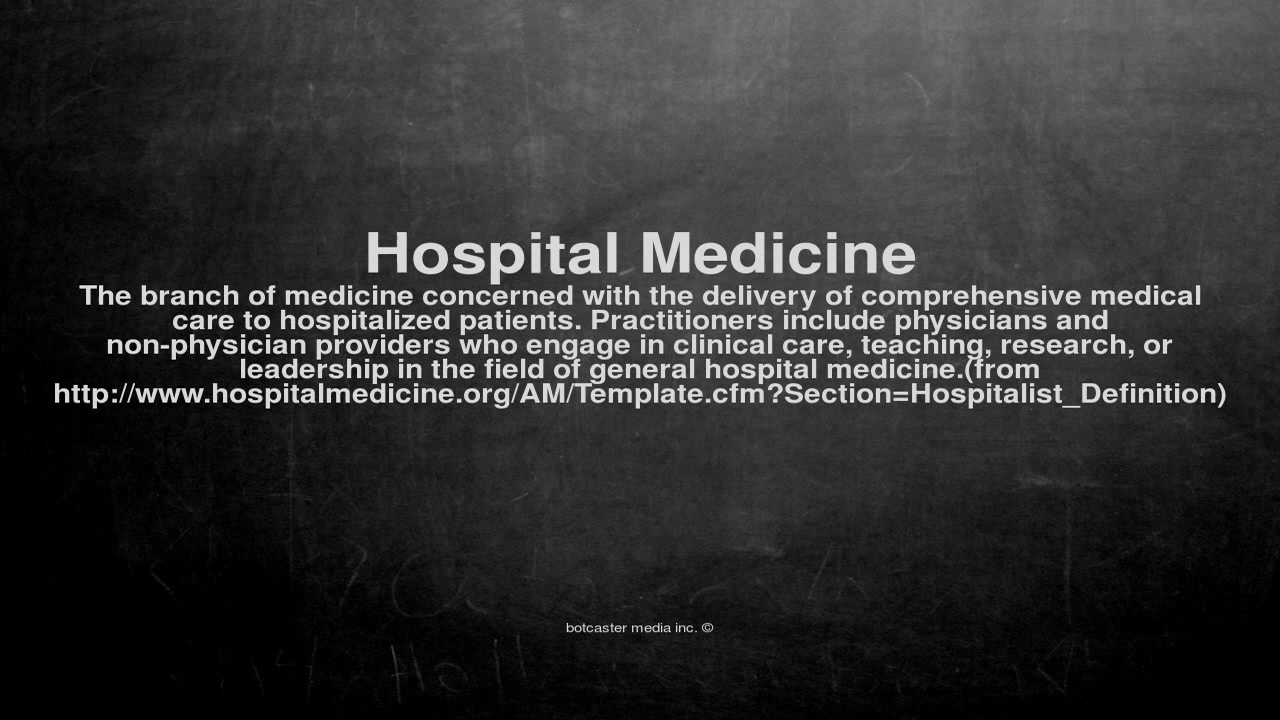 Hospital Medicine
The branch of medicine concerned with the delivery of comprehensive medical
care to hospitalized patients. Practitioners include physicians and
non-physician providers who engage in clinical care, teaching, research, or
leadership in the field of general hospital medicine.(from
http://www.hospitalmedicine.org/AM/Template.cfm?Section=Hospitalist_Definition)
botcaster media inc. ©